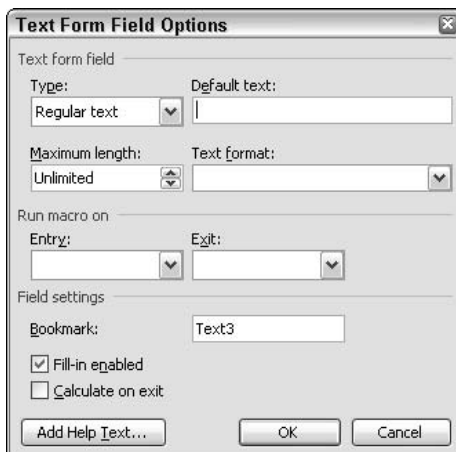 Text Form Field Options
Text form field
Type: Default text:
Regular text
Maximum length: Text format:
Unlimited
Run macro on
Entry: Exit:
Field settings
Bookmark: Text3
Fill-in enabled
Calculate on exit
Add Help Text... OK Cancel